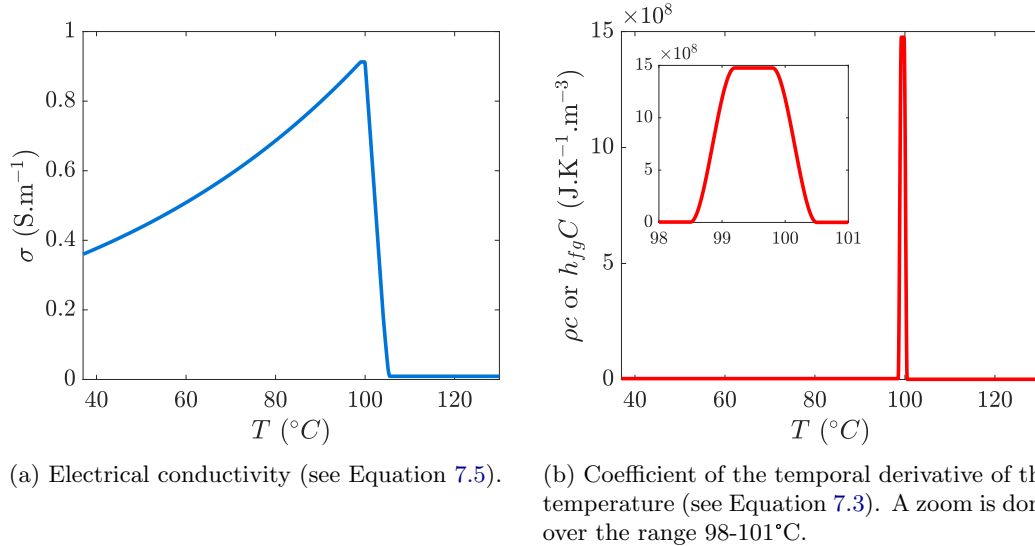 1
0.8
0.6
0.4
0.2
0
40 60 80 100 120
σ (S.m⁻¹)
T (°C)
(a) Electrical conductivity (see Equation 7.5).
×10⁸
15
10
5
0
40 60 80 100 120
ρc or h_{fg}C (J.K⁻¹.m⁻³)
T (°C)
×10⁸
15
10
5
0
98 99 100 101
(b) Coefficient of the temporal derivative of th
temperature (see Equation 7.3). A zoom is don
over the range 98-101°C.